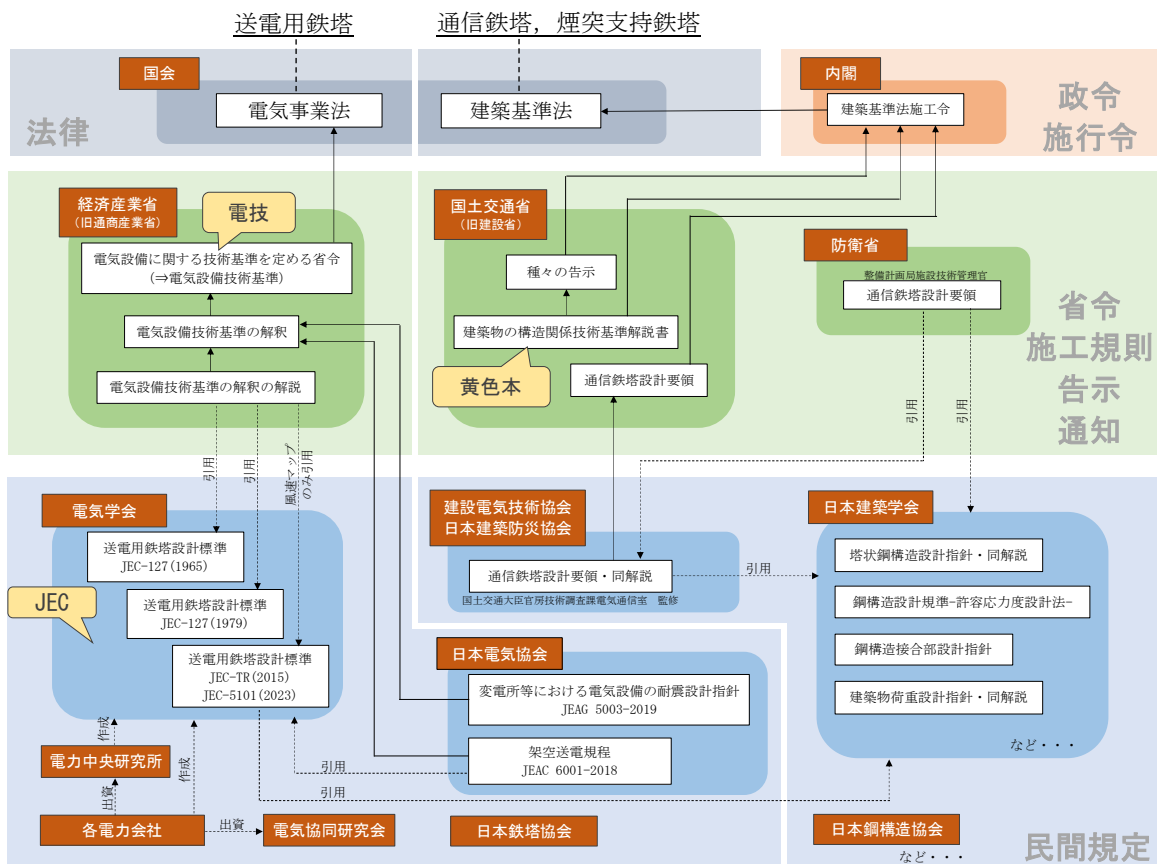 送電用鉄塔
通信鉄塔，煙突支持鉄塔
国会
電気事業法
建築基準法
法律
内閣
建築基準法施工令
政令
施行令
経済産業省
（旧通商産業省）
電技
電気設備に関する技術基準を定める省令
(⇒電気設備技術基準)
電気設備技術基準の解釈
電気設備技術基準の解釈の解説
国土交通省
（旧建設省）
種々の告示
建築物の構造関係技術基準解説書
黄色本
通信鉄塔設計要領
防衛省
整備計画局施設技術管理官
通信鉄塔設計要領
省令
施工規則
告示
通知
引用
引用
風速マップ
のみ引用
引用
引用
電気学会
送電用鉄塔設計標準
JEC-127(1965)
送電用鉄塔設計標準
JEC-127(1979)
送電用鉄塔設計標準
JEC-TR(2015)
JEC-5101(2023)
JEC
建設電気技術協会
日本建築防災協会
通信鉄塔設計要領・同解説
国土交通大臣官房技術調査課電気通信室　監修
引用
日本建築学会
塔状鋼構造設計指針・同解説
鋼構造設計規準-許容応力度設計法-
鋼構造接合部設計指針
建築物荷重設計指針・同解説
など・・・
日本電気協会
変電所等における電気設備の耐震設計指針
JEAG 5003-2019
架空送電規程
JEAC 6001-2018
引用
引用
作成
電力中央研究所
作成
出資
各電力会社
出資
電気協同研究会
日本鉄塔協会
日本鋼構造協会
など・・・
民間規定